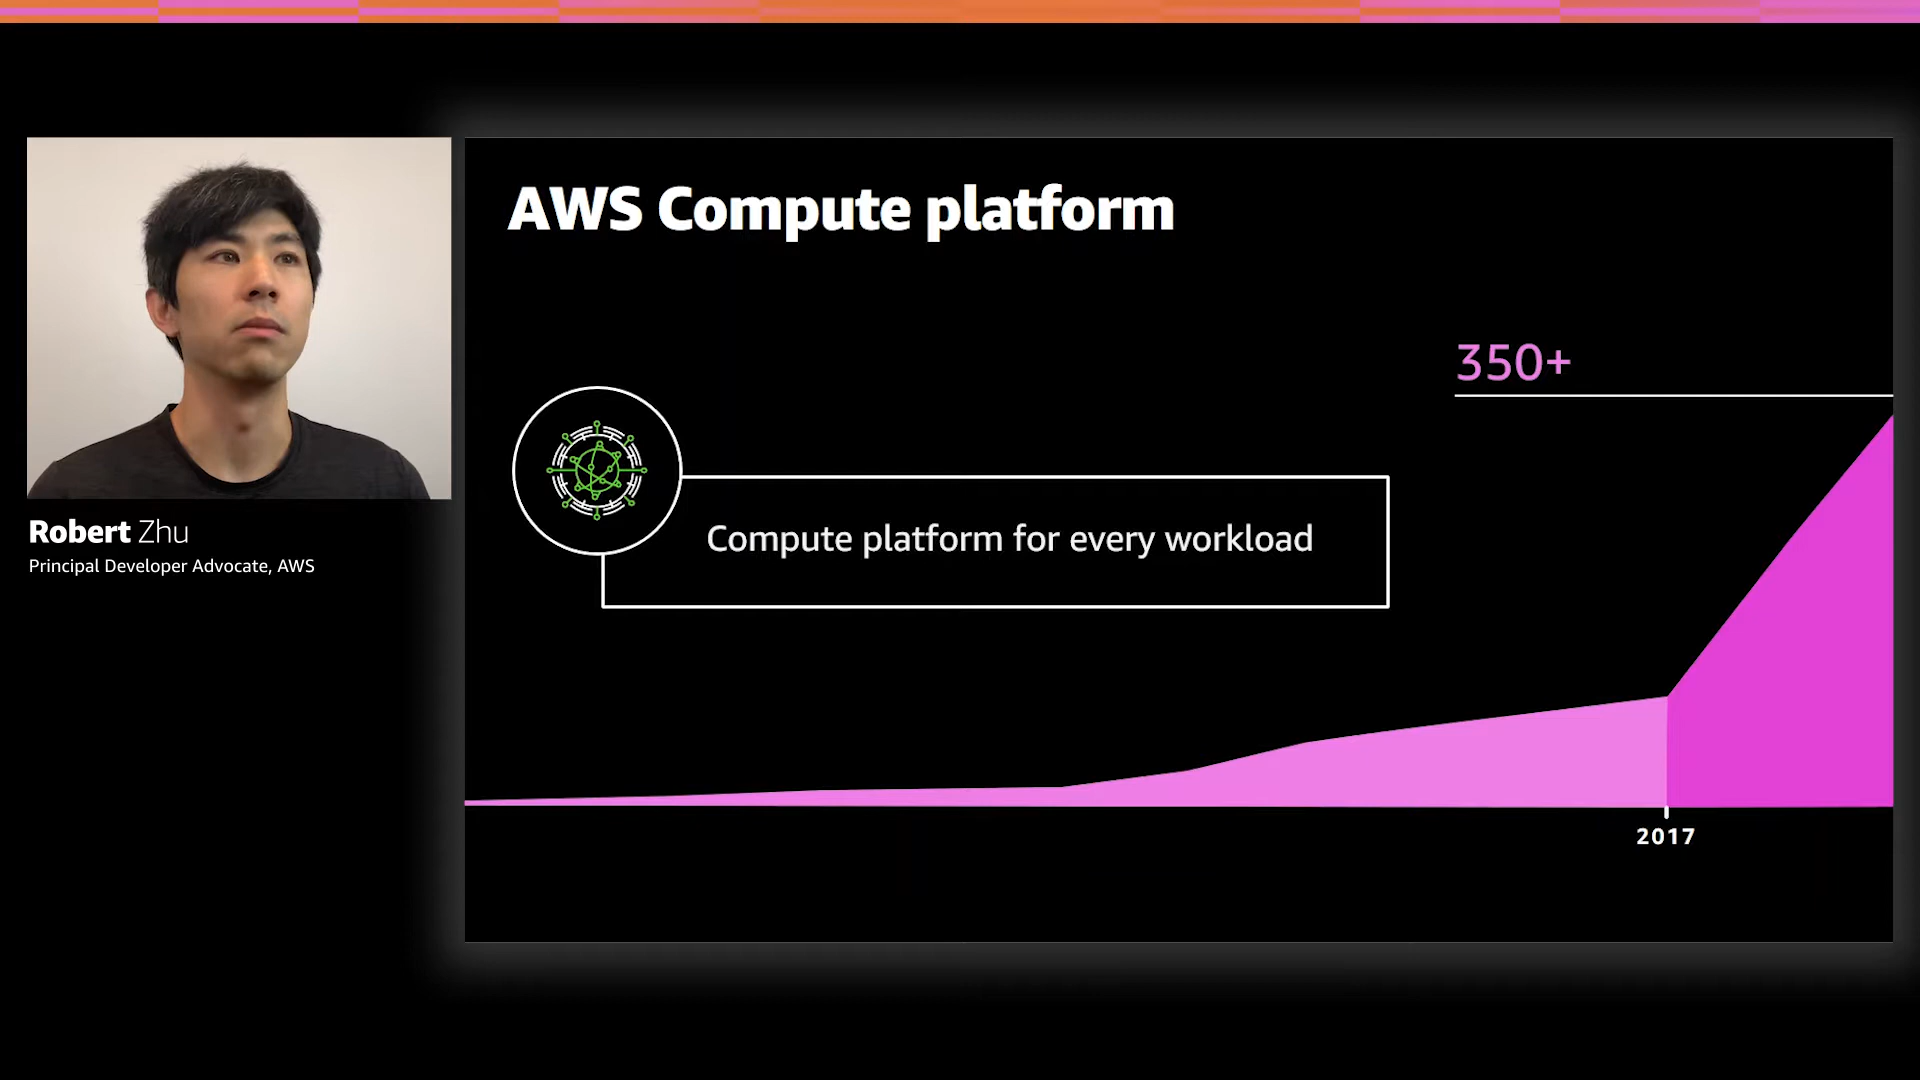 AWS Compute platform
350+
Compute platform for every workload
Robert Zhu
Principal Developer Advocate, AWS
2017